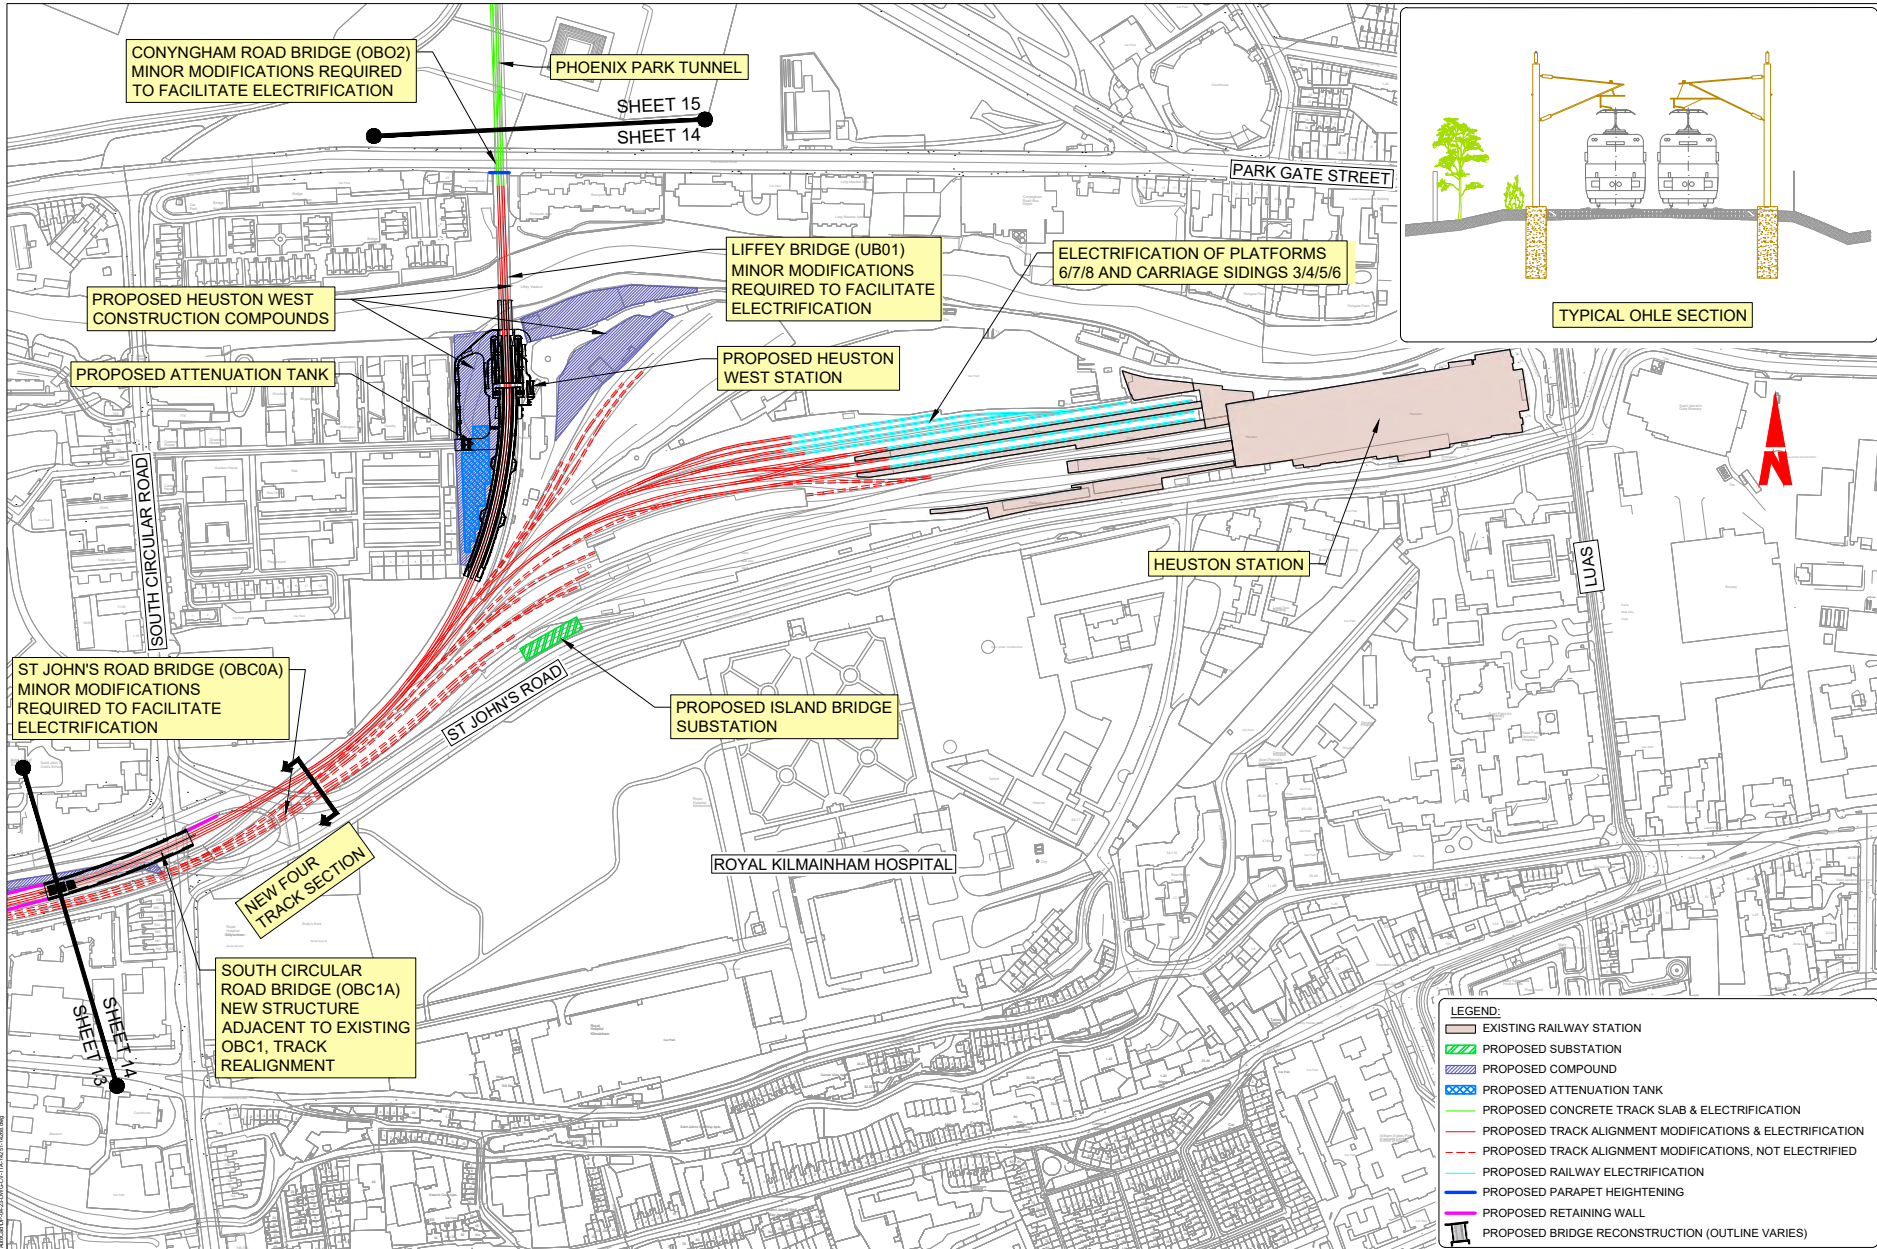 CONYNGHAM ROAD BRIDGE (OBO2)
MINOR MODIFICATIONS REQUIRED
TO FACILITATE ELECTRIFICATION
PHOENIX PARK TUNNEL
SHEET 15
SHEET 14
PARK GATE STREET
TYPICAL OHLE SECTION
LIFFEY BRIDGE (UB01)
MINOR MODIFICATIONS
REQUIRED TO FACILITATE
ELECTRIFICATION
ELECTRIFICATION OF PLATFORMS
6/7/8 AND CARRIAGE SIDINGS 3/4/5/6
PROPOSED HEUSTON WEST
CONSTRUCTION COMPOUNDS
PROPOSED HEUSTON
WEST STATION
PROPOSED ATTENUATION TANK
SOUTH CIRCULAR ROAD
N
HEUSTON STATION
LUAS
ST JOHN'S ROAD BRIDGE (OBC0A)
MINOR MODIFICATIONS
REQUIRED TO FACILITATE
ELECTRIFICATION
ST JOHN'S ROAD
PROPOSED ISLAND BRIDGE
SUBSTATION
NEW FOUR
TRACK SECTION
ROYAL KILMAINHAM HOSPITAL
SHEET 14
SHEET 13
SOUTH CIRCULAR
ROAD BRIDGE (OBC1A)
NEW STRUCTURE
ADJACENT TO EXISTING
OBC1, TRACK
REALIGNMENT
LEGEND:
EXISTING RAILWAY STATION
PROPOSED SUBSTATION
PROPOSED COMPOUND
PROPOSED ATTENUATION TANK
PROPOSED CONCRETE TRACK SLAB & ELECTRIFICATION
PROPOSED TRACK ALIGNMENT MODIFICATIONS & ELECTRIFICATION
PROPOSED TRACK ALIGNMENT MODIFICATIONS, NOT ELECTRIFIED
PROPOSED RAILWAY ELECTRIFICATION
PROPOSED PARAPET HEIGHTENING
PROPOSED RETAINING WALL
PROPOSED BRIDGE RECONSTRUCTION (OUTLINE VARIES)